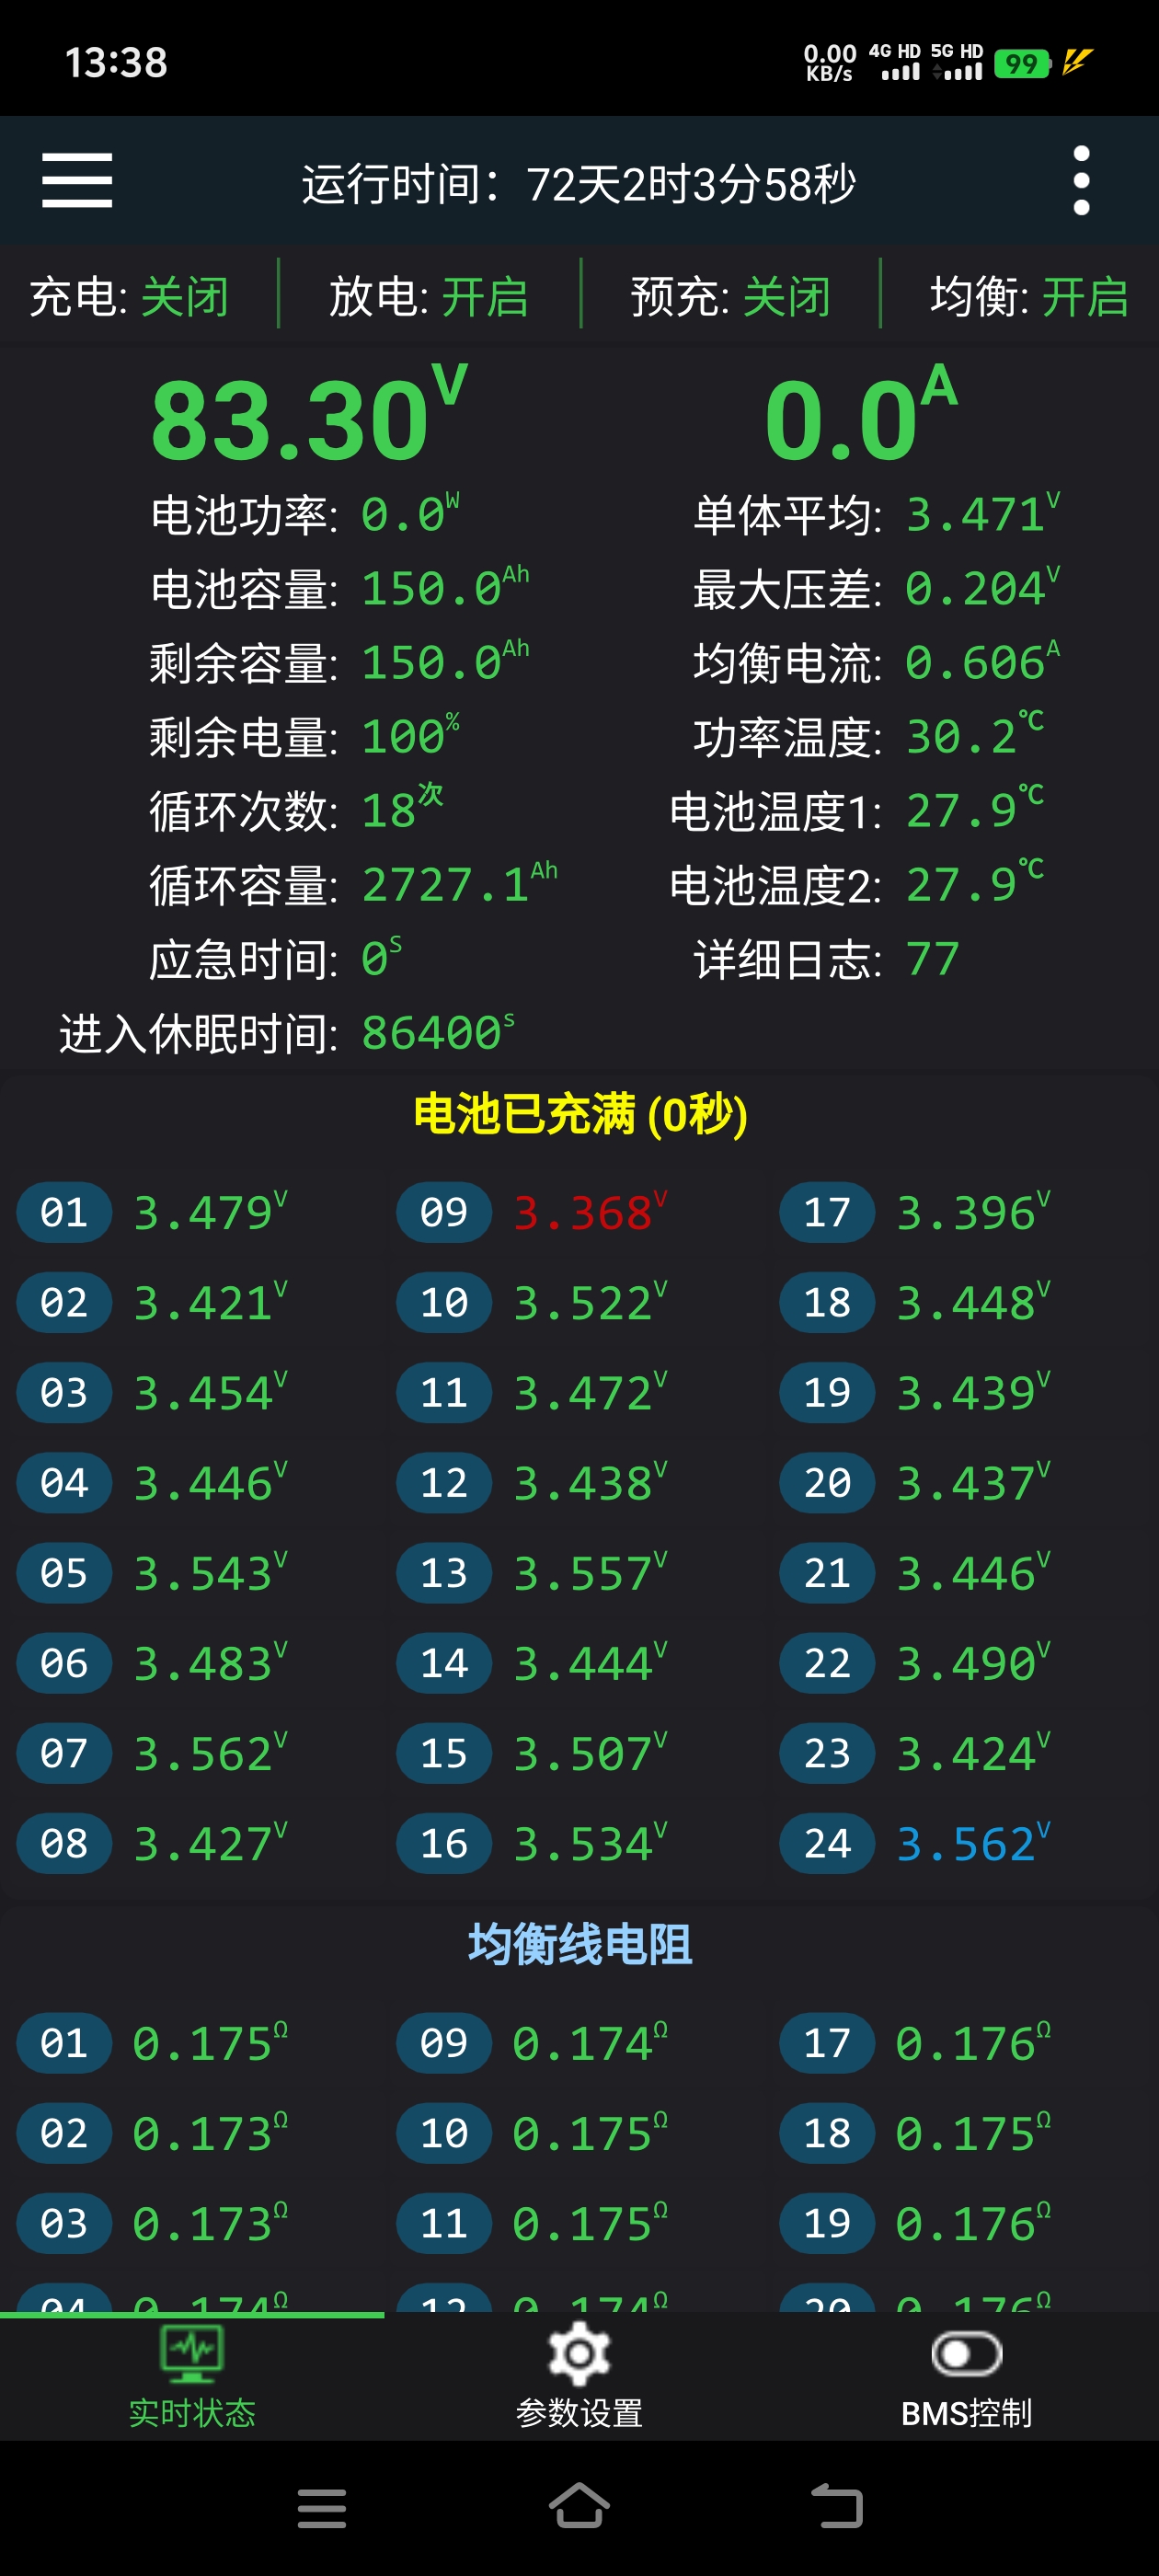 13:38 0.00 KB/s 4G HD 5G HD 99
运行时间：72天2时3分58秒
充电: 关闭 放电: 开启 预充: 关闭 均衡: 开启
83.30V 0.0A
电池功率: 0.0W 单体平均: 3.471V
电池容量: 150.0Ah 最大压差: 0.204V
剩余容量: 150.0Ah 均衡电流: 0.606A
剩余电量: 100% 功率温度: 30.2℃
循环次数: 18次 电池温度1: 27.9℃
循环容量: 2727.1Ah 电池温度2: 27.9℃
应急时间: 0S 详细日志: 77
进入休眠时间: 86400s
电池已充满 (0秒)
01 3.479V 09 3.368V 17 3.396V
02 3.421V 10 3.522V 18 3.448V
03 3.454V 11 3.472V 19 3.439V
04 3.446V 12 3.438V 20 3.437V
05 3.543V 13 3.557V 21 3.446V
06 3.483V 14 3.444V 22 3.490V
07 3.562V 15 3.507V 23 3.424V
08 3.427V 16 3.534V 24 3.562V
均衡线电阻
01 0.175Ω 09 0.174Ω 17 0.176Ω
02 0.173Ω 10 0.175Ω 18 0.175Ω
03 0.173Ω 11 0.175Ω 19 0.176Ω
04 0.174Ω 12 0.174Ω 20 0.176Ω
实时状态 参数设置 BMS控制